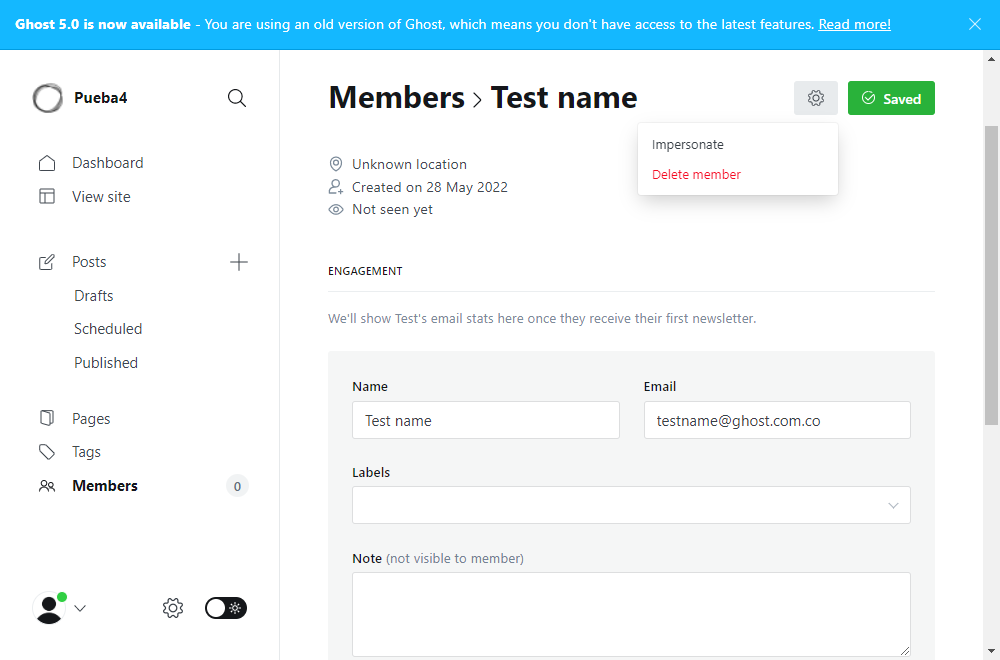 Ghost 5.0 is now available - You are using an old version of Ghost, which means you don't have access to the latest features. Read more!
Pueba4
Dashboard
View site
Posts
Drafts
Scheduled
Published
Pages
Tags
Members
0
Members > Test name
Saved
Impersonate
Delete member
Unknown location
Created on 28 May 2022
Not seen yet
ENGAGEMENT
We'll show Test's email stats here once they receive their first newsletter.
Name
Email
Test name
testname@ghost.com.co
Labels
Note (not visible to member)